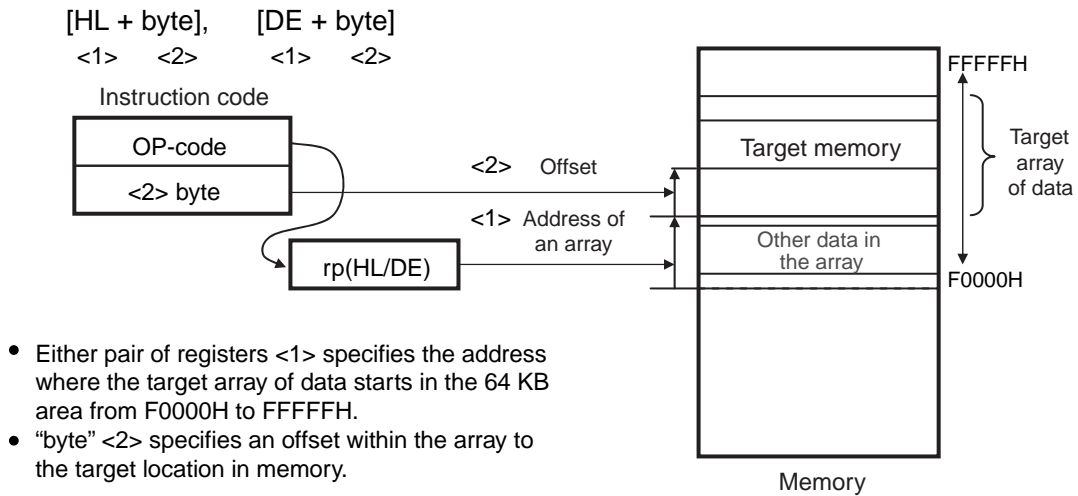 [HL + byte], [DE + byte]
<1> <2> <1> <2>
Instruction code
OP-code
<2> byte
<2> Offset
<1> Address of
an array
rp(HL/DE)
FFFFFH
Target memory
Target
array
of data
Other data in
the array
F0000H
Memory
• Either pair of registers <1> specifies the address
where the target array of data starts in the 64 KB
area from F0000H to FFFFFH.
• “byte” <2> specifies an offset within the array to
the target location in memory.